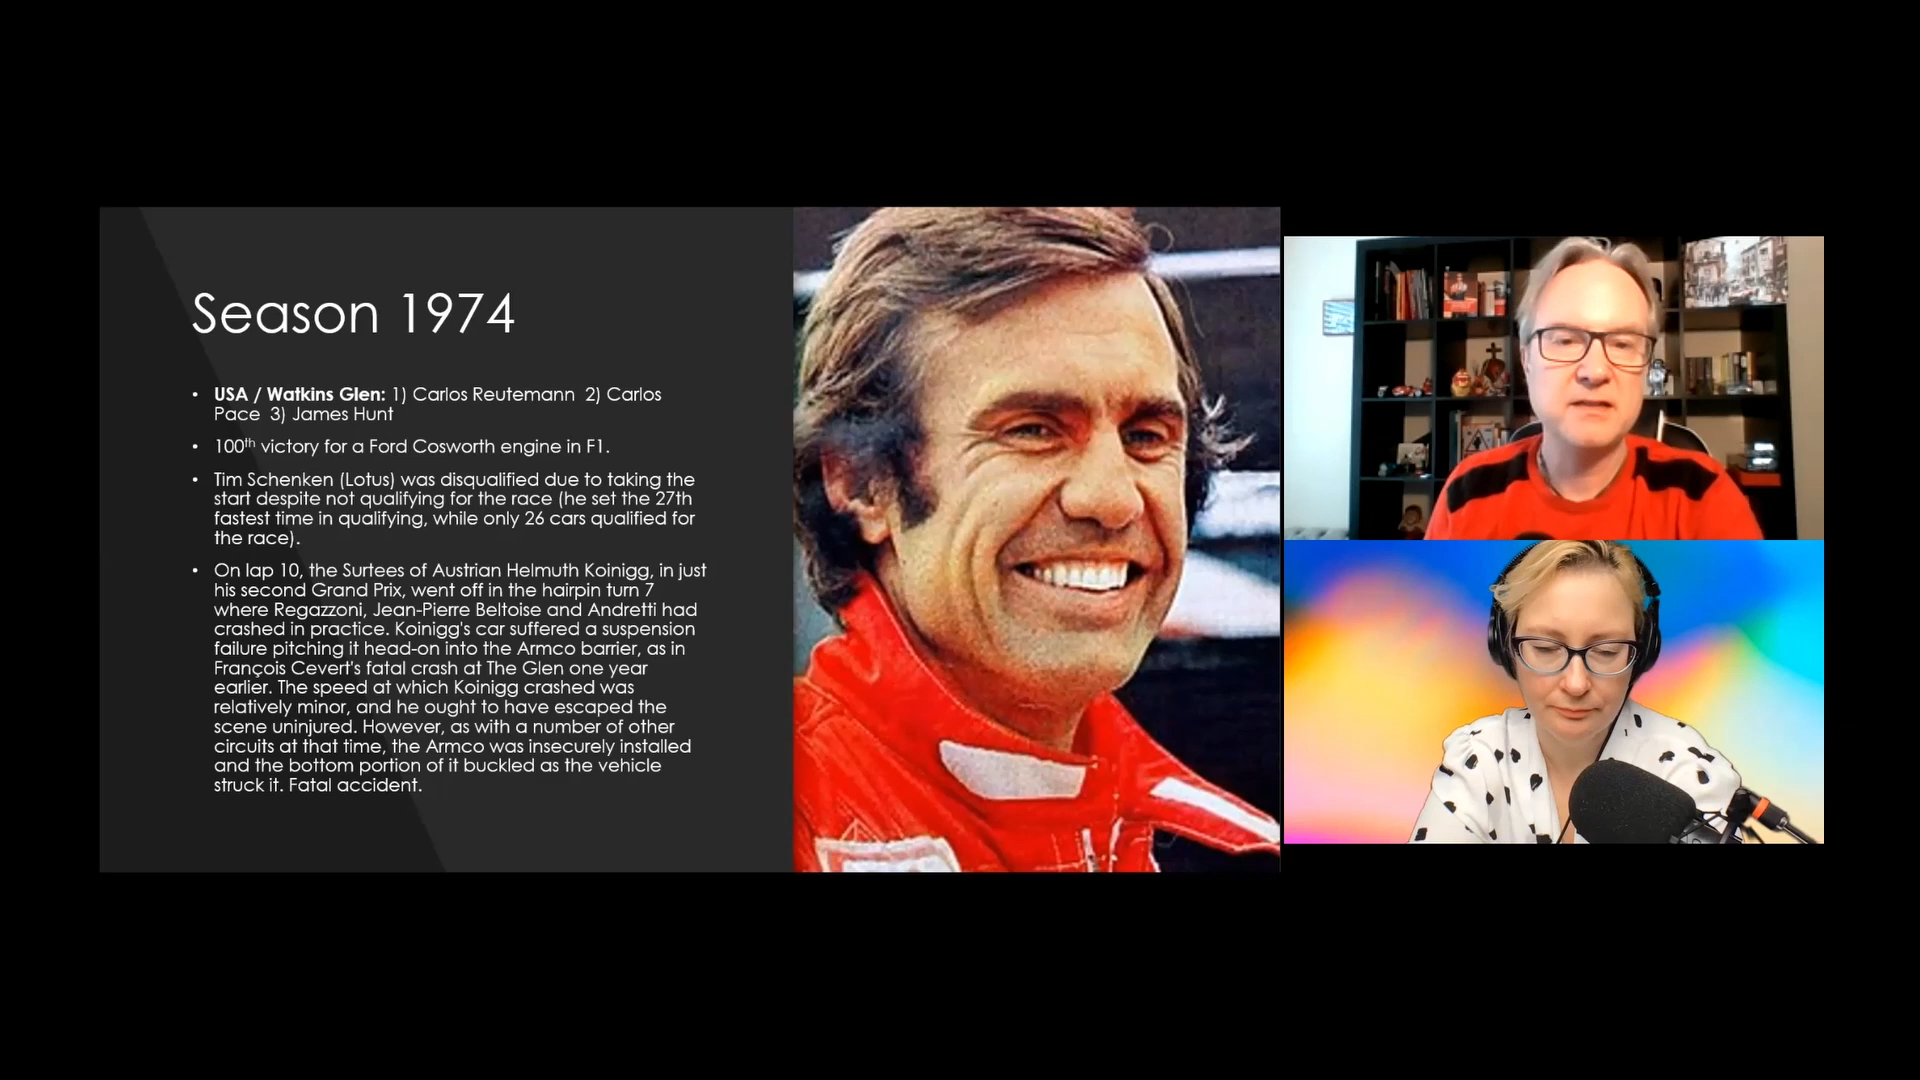 Season 1974
• USA / Watkins Glen: 1) Carlos Reutemann 2) Carlos
Pace 3) James Hunt
• 100th victory for a Ford Cosworth engine in F1.
• Tim Schenken (Lotus) was disqualified due to taking the
start despite not qualifying for the race (he set the 27th
fastest time in qualifying, while only 26 cars qualified for
the race).
• On lap 10, the Surtees of Austrian Helmuth Koinigg, in just
his second Grand Prix, went off in the hairpin turn 7
where Regazzoni, Jean-Pierre Beltoise and Andretti had
crashed in practice. Koinigg's car suffered a suspension
failure pitching it head-on into the Armco barrier, as in
François Cevert's fatal crash at The Glen one year
earlier. The speed at which Koinigg crashed was
relatively minor, and he ought to have escaped the
scene uninjured. However, as with a number of other
circuits at that time, the Armco was insecurely installed
and the bottom portion of it buckled as the vehicle
struck it. Fatal accident.